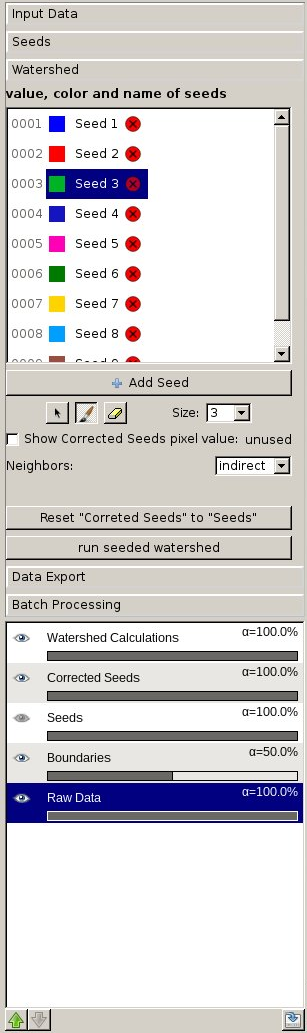 Input Data
Seeds
Watershed
value, color and name of seeds
0001 Seed 1
0002 Seed 2
0003 Seed 3
0004 Seed 4
0005 Seed 5
0006 Seed 6
0007 Seed 7
0008 Seed 8
Add Seed
Size: 3
Show Corrected Seeds pixel value: unused
Neighbors: indirect
Reset "Correted Seeds" to "Seeds"
run seeded watershed
Data Export
Batch Processing
Watershed Calculations α=100.0%
Corrected Seeds α=100.0%
Seeds α=100.0%
Boundaries α=50.0%
Raw Data α=100.0%